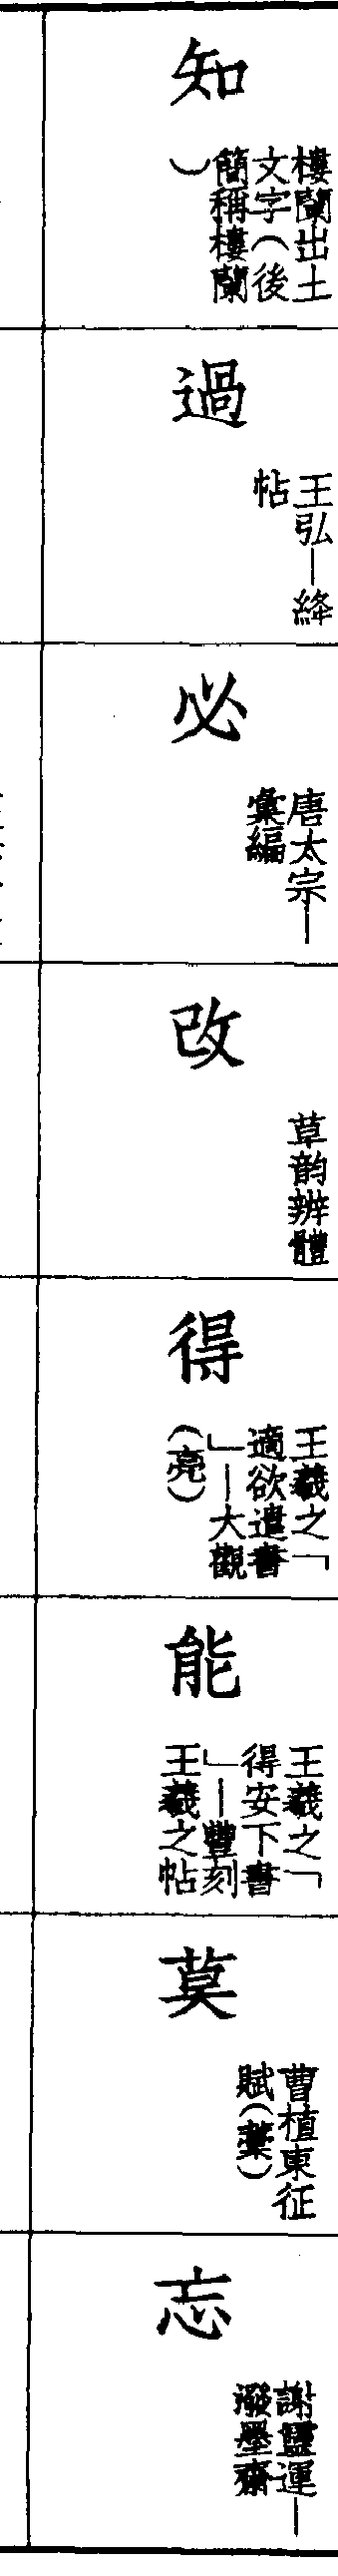 知
樓蘭出土
文字（後
簡稱樓蘭
）
過
王弘—絳
帖
必
唐太宗—
彙編
改
草韵辨體
得
王羲之「
適欲遣書
」—大觀
（亮）
能
王羲之「
得安下書
」—豐刻
王羲之帖
莫
曹植東征
賦（藁）
忘
謝靈運—
潑墨齋